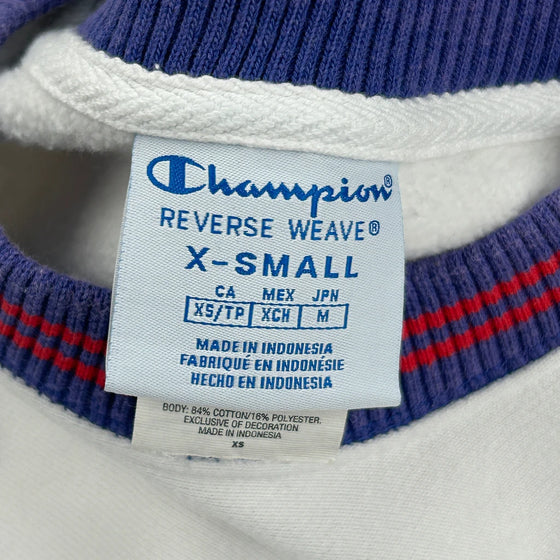 Champion®
REVERSE WEAVE®
X-SMALL
CA MEX JPN
XS/TP XCH M
MADE IN INDONESIA
FABRIQUÉ EN INDONÉSIE
HECHO EN INDONESIA
BODY: 84% COTTON/16% POLYESTER.
EXCLUSIVE OF DECORATION
MADE IN INDONESIA
XS